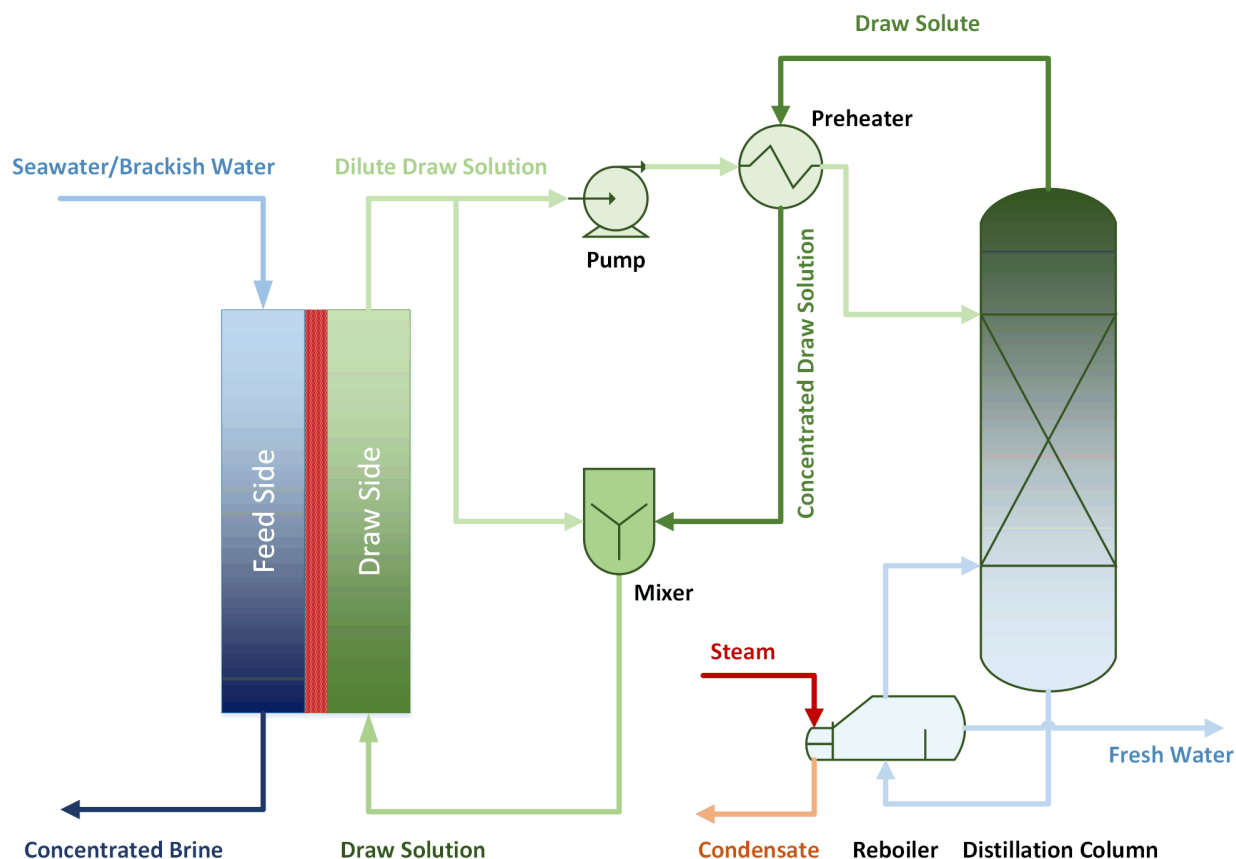 Draw Solute
Preheater
Seawater/Brackish Water
Dilute Draw Solution
Pump
Concentrated Draw Solution
Feed Side
Draw Side
Mixer
Steam
Fresh Water
Concentrated Brine
Draw Solution
Condensate
Reboiler
Distillation Column